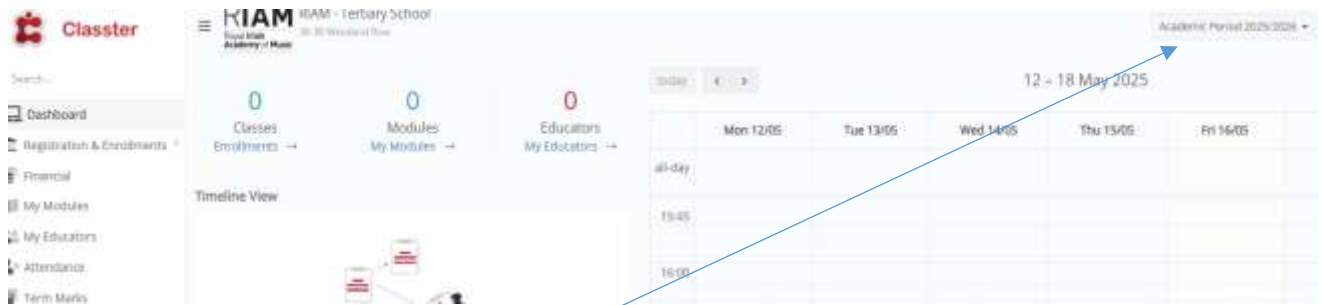 Classter
RIAM
Royal Irish
Academy of Music
RIAM - Tertiary School
Academic Period 2025/2026
Search...
Dashboard
Registration & Enrollments
Financial
My Modules
My Educators
Attendance
Term Marks
0
Classes
Enrollments →
0
Modules
My Modules →
0
Educators
My Educators →
Timeline View
today
12 – 18 May 2025
Mon 12/05 Tue 13/05 Wed 14/05 Thu 15/05 Fri 16/05
all-day
15:45
16:00